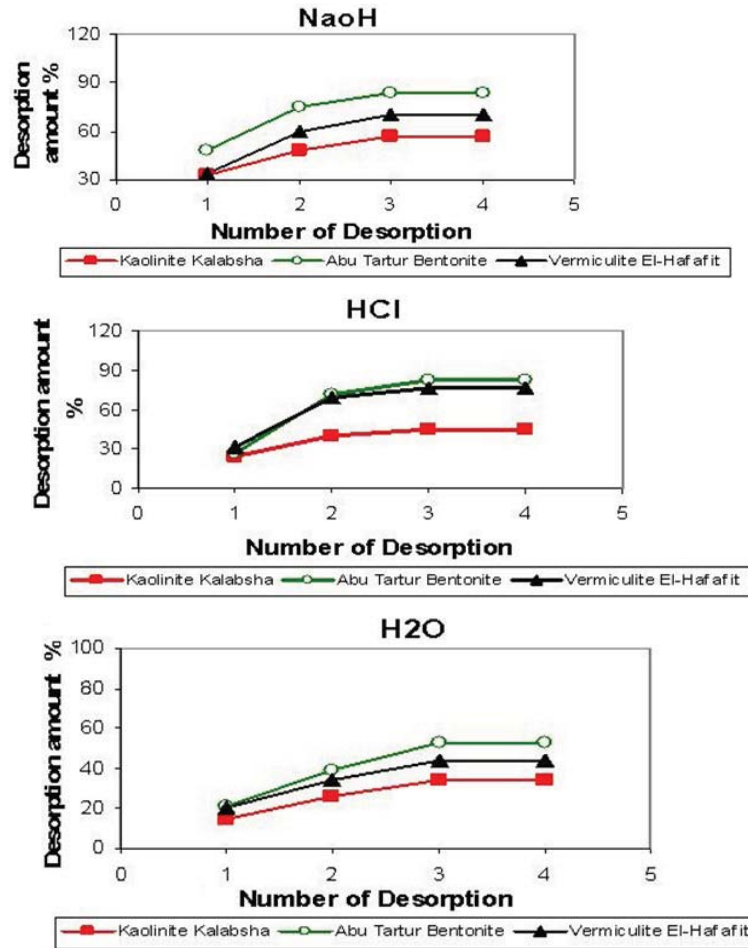 NaoH
120
90
60
30
Desorption
amount %
0 1 2 3 4 5
Number of Desorption
Kaolinite Kalabsha Abu Tartur Bentonite Vermiculite El-Hafafit
HCl
120
90
60
30
0
Desorption amount
%
0 1 2 3 4 5
Number of Desorption
Kaolinite Kalabsha Abu Tartur Bentonite Vermiculite El-Hafafit
H2O
100
80
60
40
20
0
Desorption amount %
0 1 2 3 4 5
Number of Desorption
Kaolinite Kalabsha Abu Tartur Bentonite Vermiculite El-Hafafit